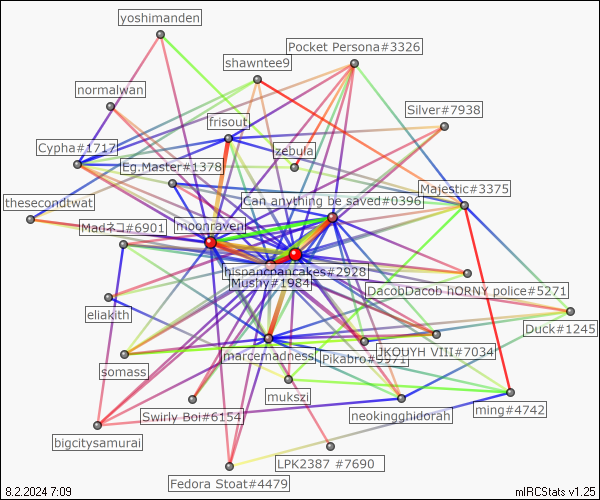 yoshimanden
Pocket Persona#3326
shawntee9
normalwan
Silver#7938
frisout
Cypha#1717
zebula
Eg.Master#1378
Majestic#3375
thesecondtwat
Can anything be saved#0396
moonraven
Madネコ#6901
hispancpancakes#2928
Mushy#1984
DacobDacob hORNY police#5271
eliakith
Duck#1245
marcemadness
Pikabro#5971
JKOUYH VIII#7034
somass
mukszi
Swirly Boi#6154
neokingghidorah
ming#4742
bigcitysamurai
LPK2387 #7690
Fedora Stoat#4479
8.2.2024 7:09
mIRCStats v1.25